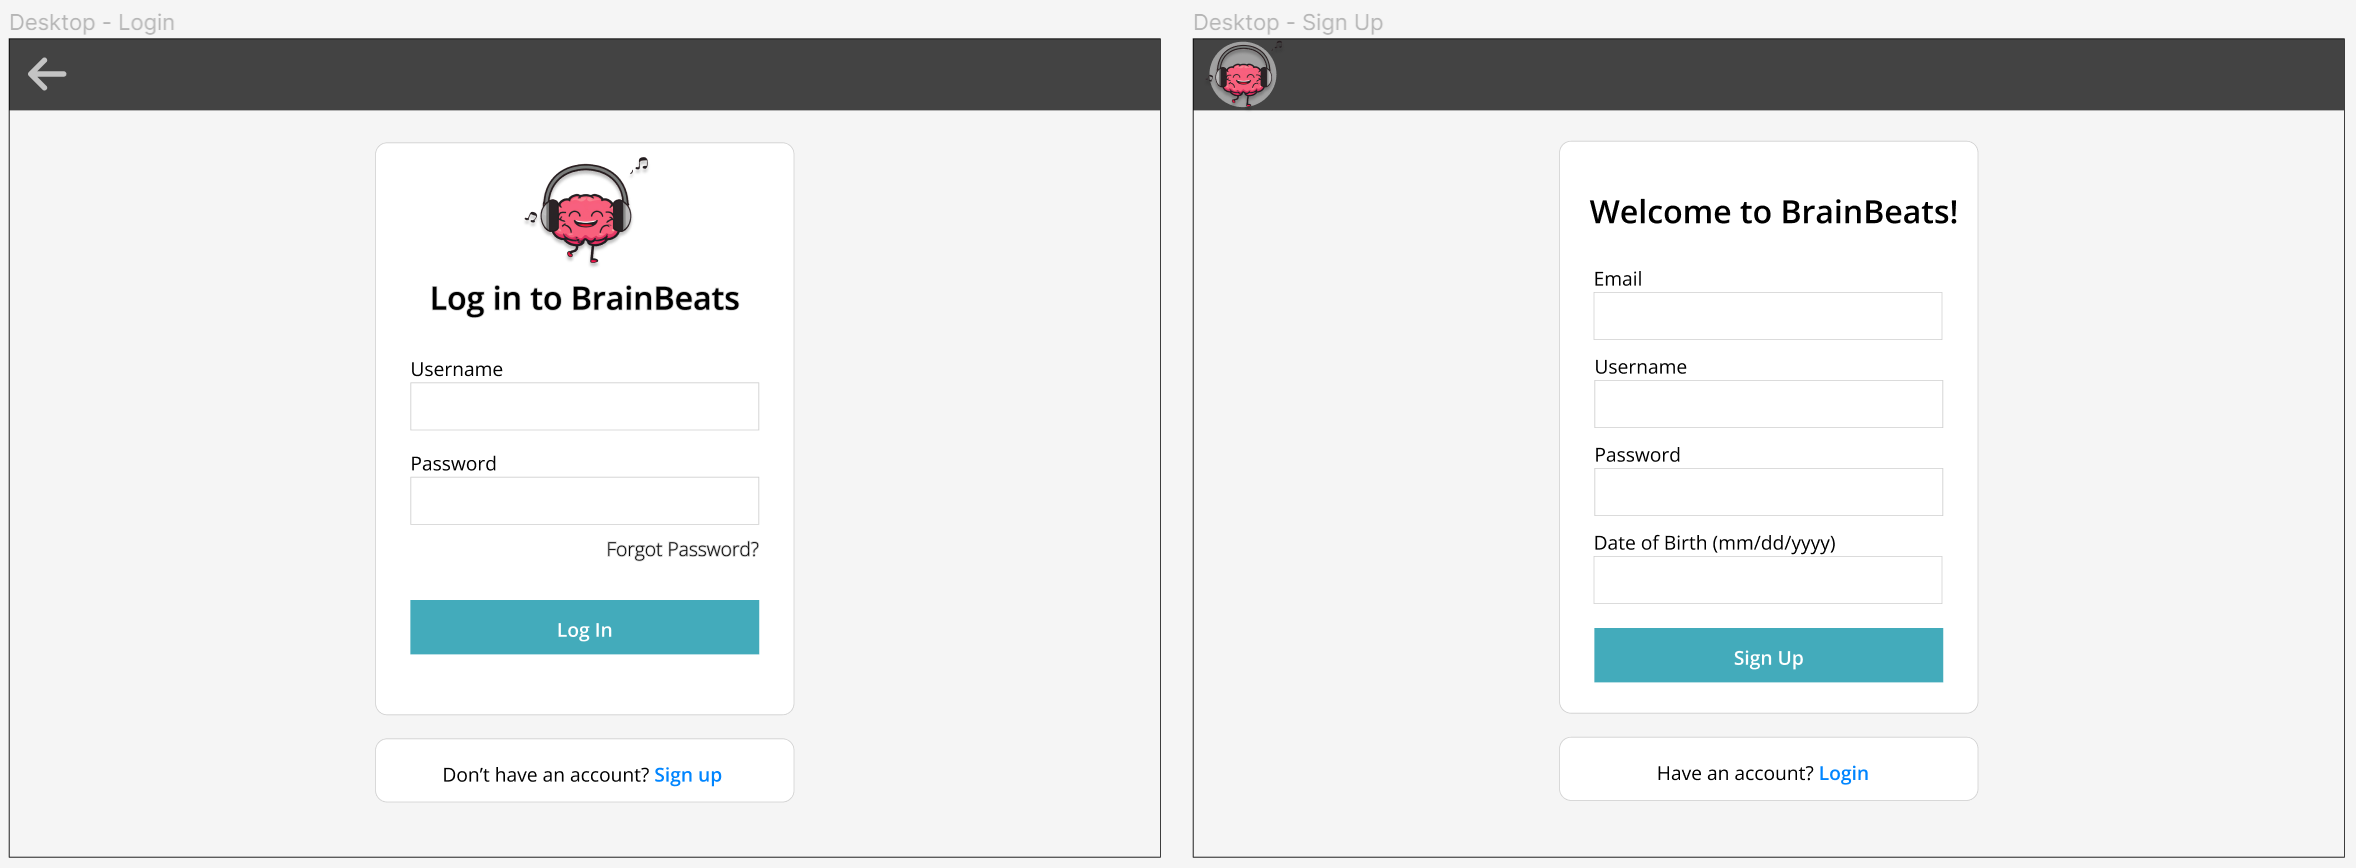 Desktop - Login
Log in to BrainBeats
Username
Password
Forgot Password?
Log In
Don’t have an account? Sign up
Desktop - Sign Up
Welcome to BrainBeats!
Email
Username
Password
Date of Birth (mm/dd/yyyy)
Sign Up
Have an account? Login